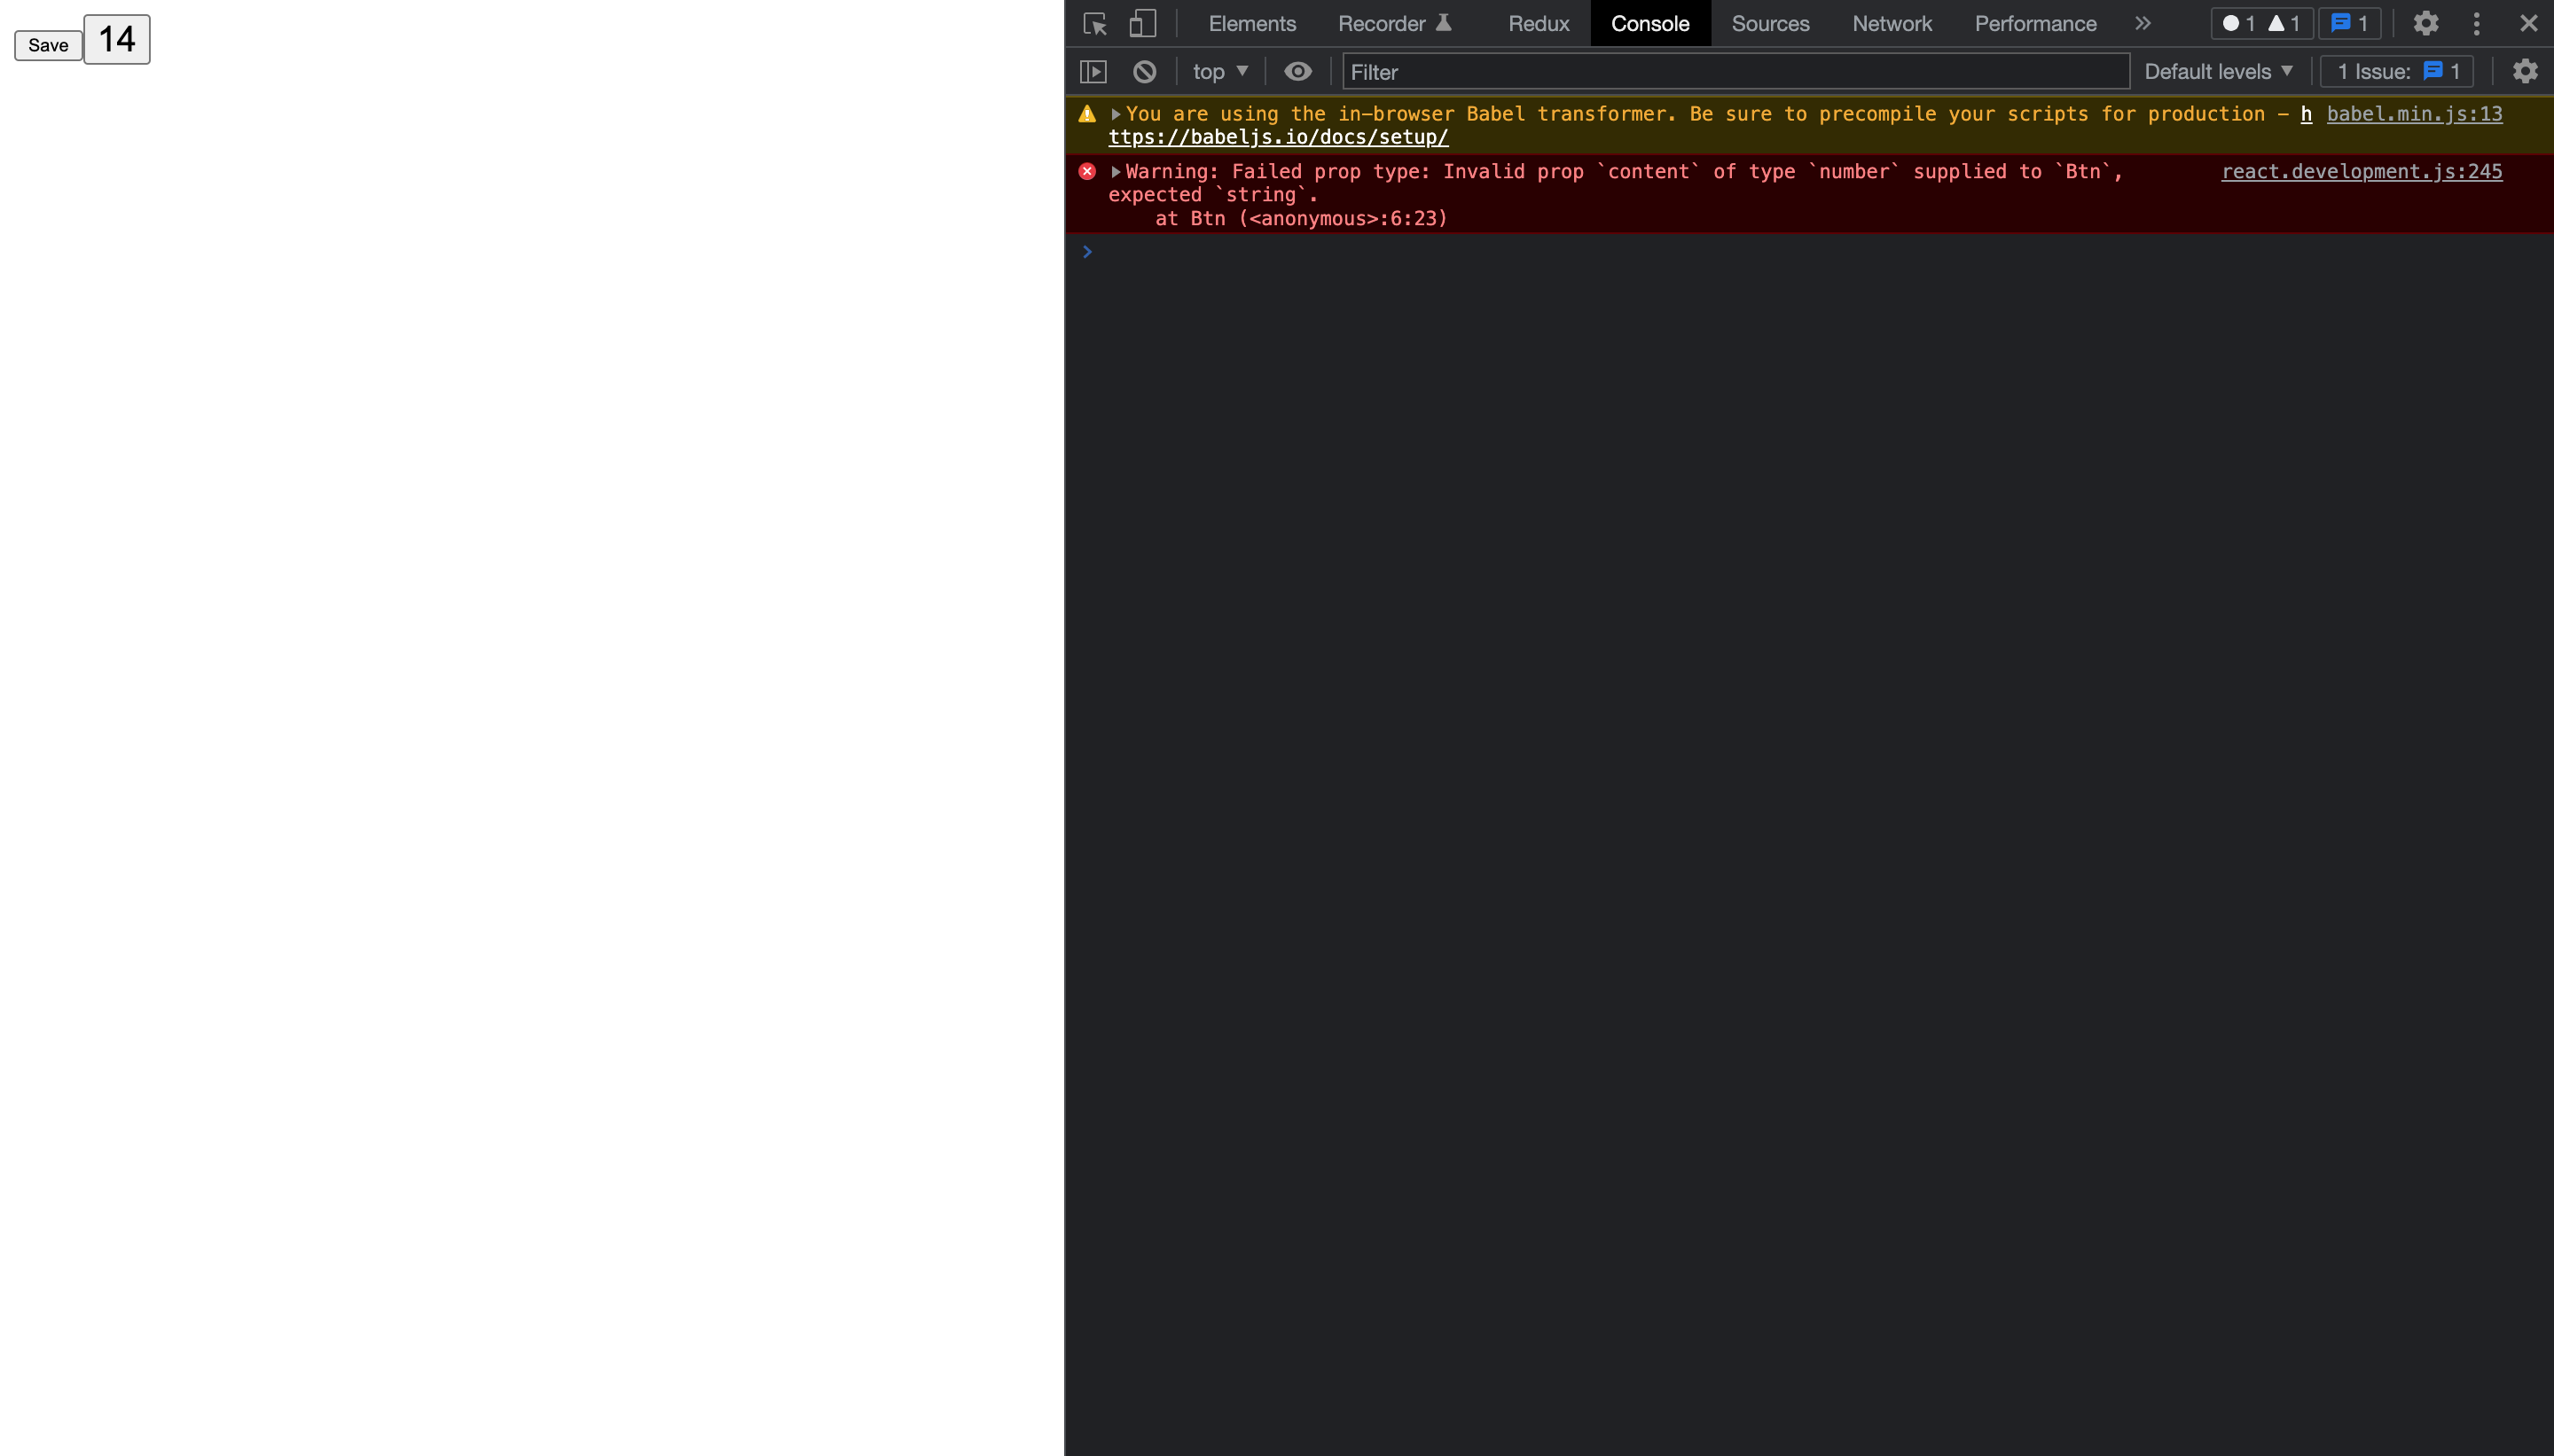 Save 14
Elements Recorder Redux Console Sources Network Performance » 1 1 1
top ▼ Filter Default levels ▼ 1 Issue: 1
You are using the in-browser Babel transformer. Be sure to precompile your scripts for production - h babel.min.js:13
ttps://babeljs.io/docs/setup/
Warning: Failed prop type: Invalid prop `content` of type `number` supplied to `Btn`, react.development.js:245
expected `string`.
at Btn (<anonymous>:6:23)